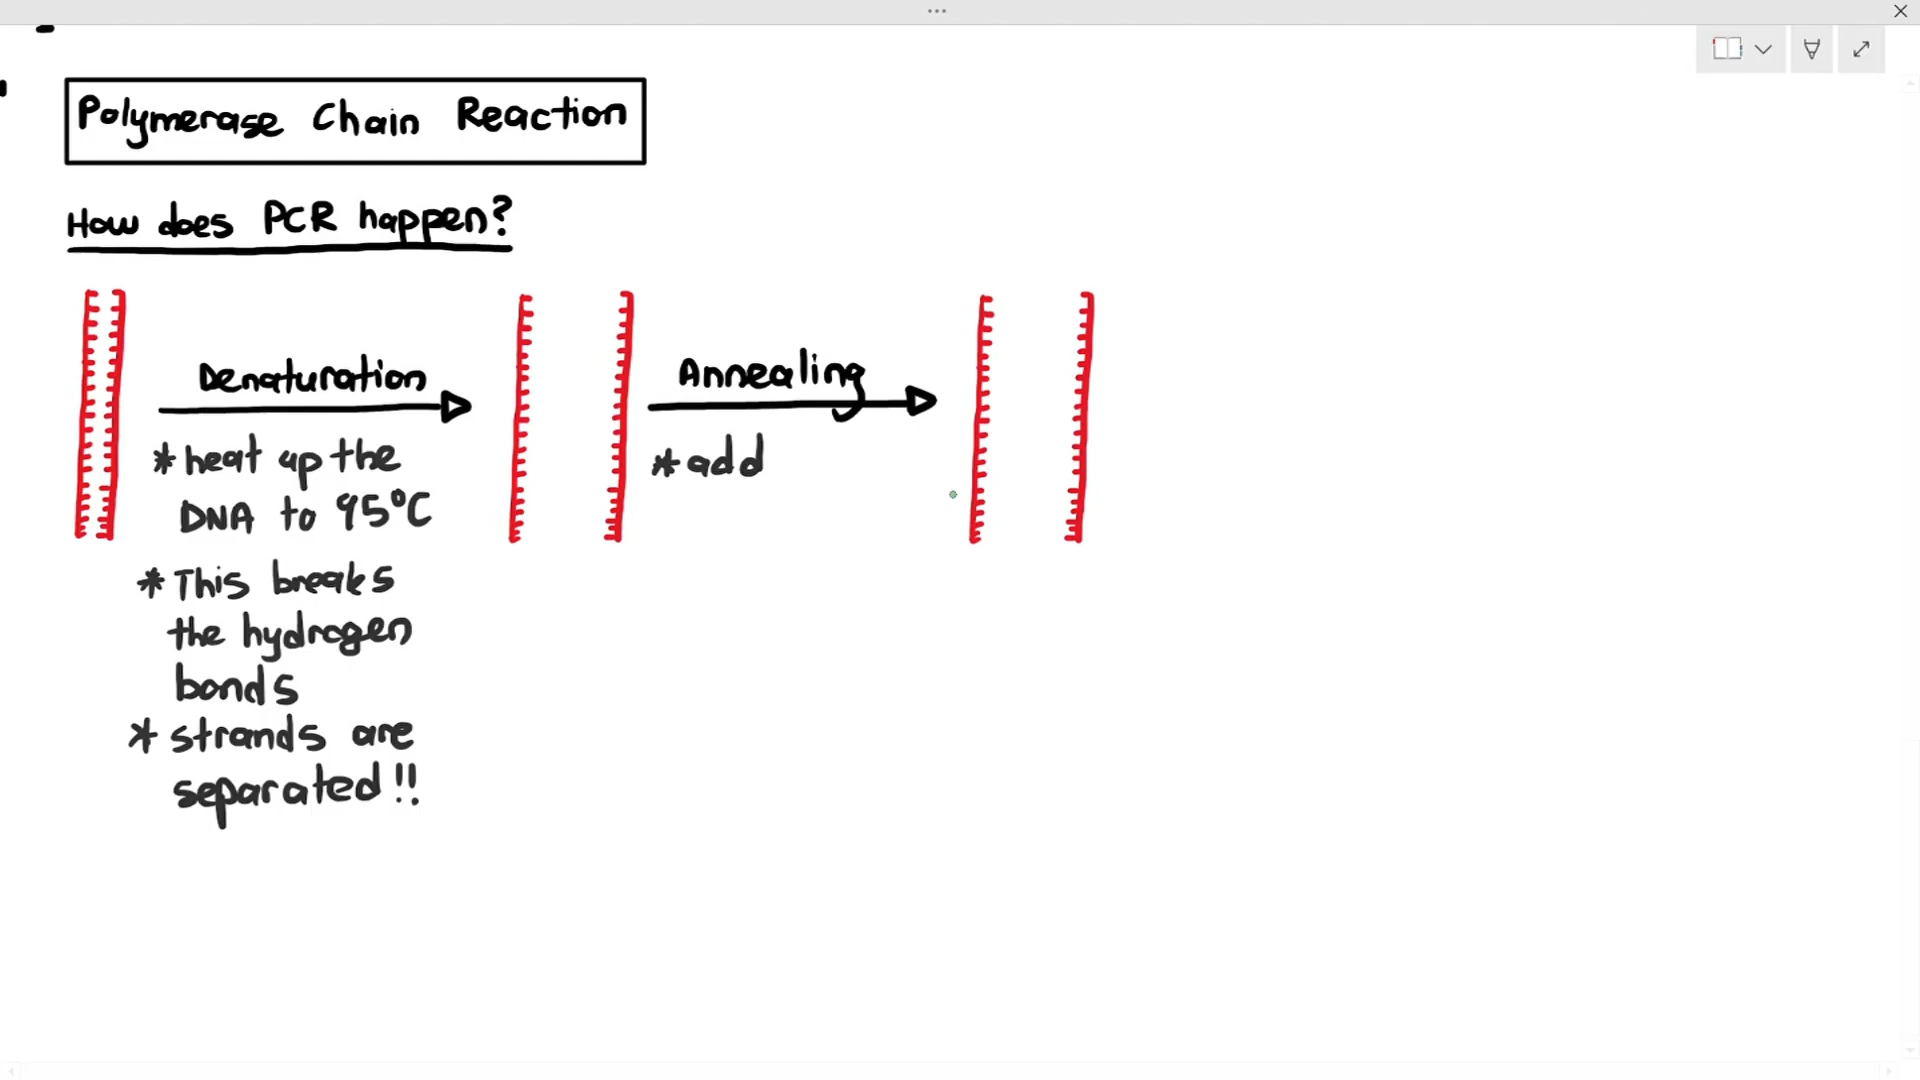 Polymerase Chain Reaction
How does PCR happen?
Denaturation
* heat up the
DNA to 95°C
* This breaks
the hydrogen
bonds
* strands are
separated!!
Annealing
* add